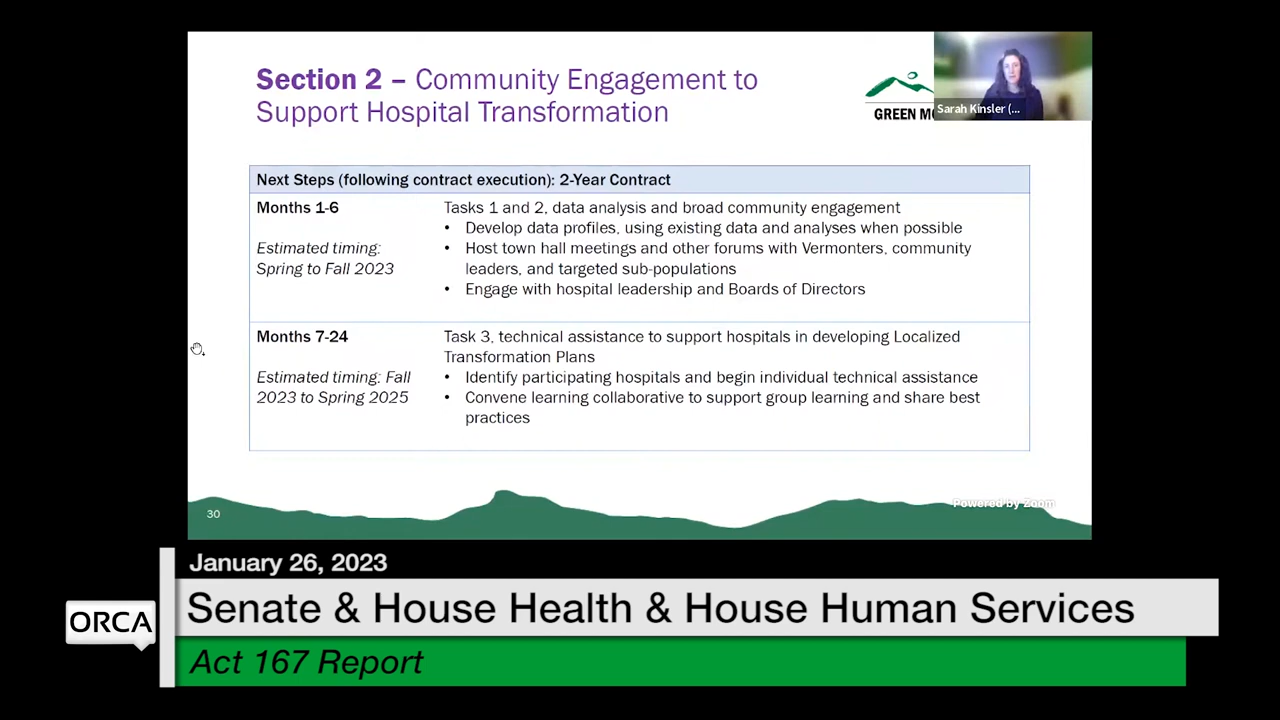 Section 2 – Community Engagement to
Support Hospital Transformation
GREEN MO
Sarah Kinsler (...
Next Steps (following contract execution): 2-Year Contract
Months 1-6
Estimated timing:
Spring to Fall 2023
Tasks 1 and 2, data analysis and broad community engagement
• Develop data profiles, using existing data and analyses when possible
• Host town hall meetings and other forums with Vermonters, community
leaders, and targeted sub-populations
• Engage with hospital leadership and Boards of Directors
Months 7-24
Estimated timing: Fall
2023 to Spring 2025
Task 3, technical assistance to support hospitals in developing Localized
Transformation Plans
• Identify participating hospitals and begin individual technical assistance
• Convene learning collaborative to support group learning and share best
practices
30
Powered by Zoom
January 26, 2023
ORCA
Senate & House Health & House Human Services
Act 167 Report